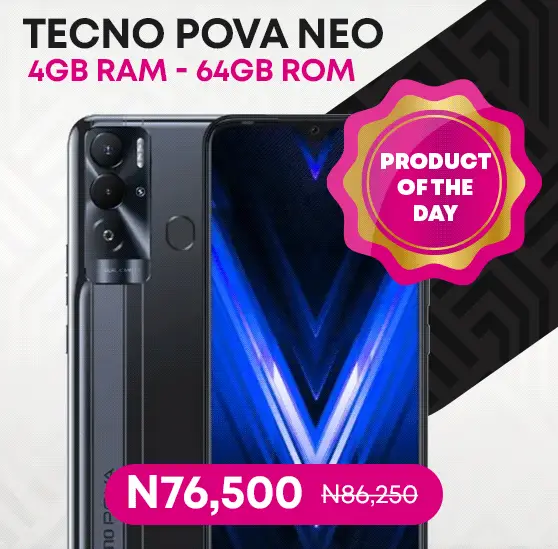 TECNO POVA NEO
4GB RAM - 64GB ROM
PRODUCT
OF THE
DAY
N76,500 N86,250